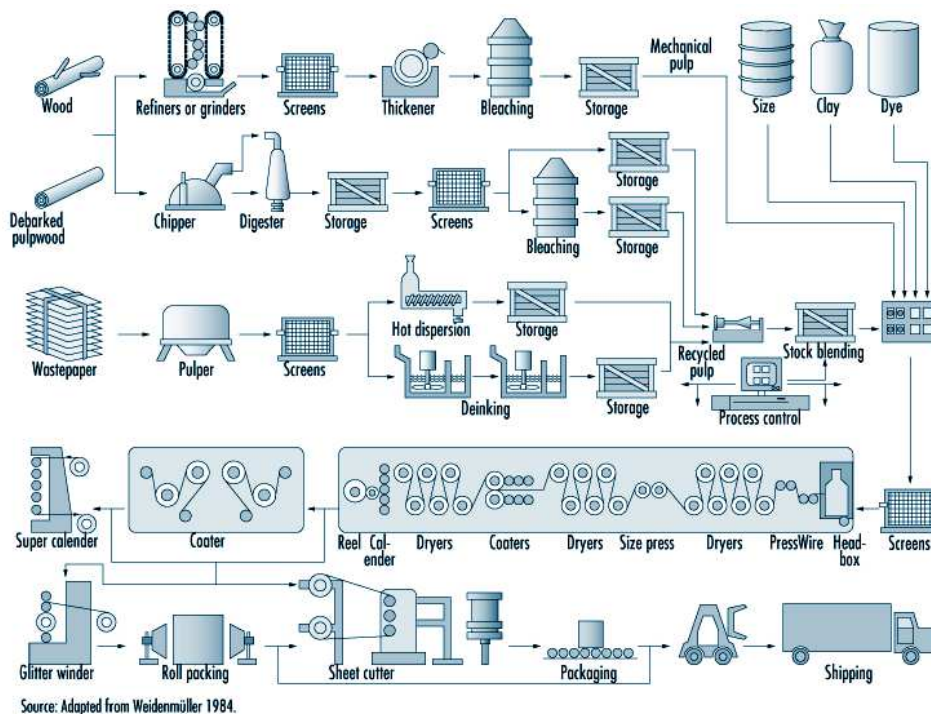 Wood
Refiners or grinders
Screens
Thickener
Bleaching
Storage
Mechanical
pulp
Size
Clay
Dye
Debarked
pulpwood
Chipper
Digester
Storage
Screens
Bleaching
Storage
Storage
Wastepaper
Pulper
Screens
Hot dispersion
Storage
Deinking
Storage
Recycled
pulp
Stock blending
Process control
Super calender
Coater
Reel
Cal-
ender
Dryers
Coaters
Dryers
Size press
Dryers
Press
Wire
Head-
box
Screens
Glitter winder
Roll packing
Sheet cutter
Packaging
Shipping
Source: Adapted from Weidenmüller 1984.